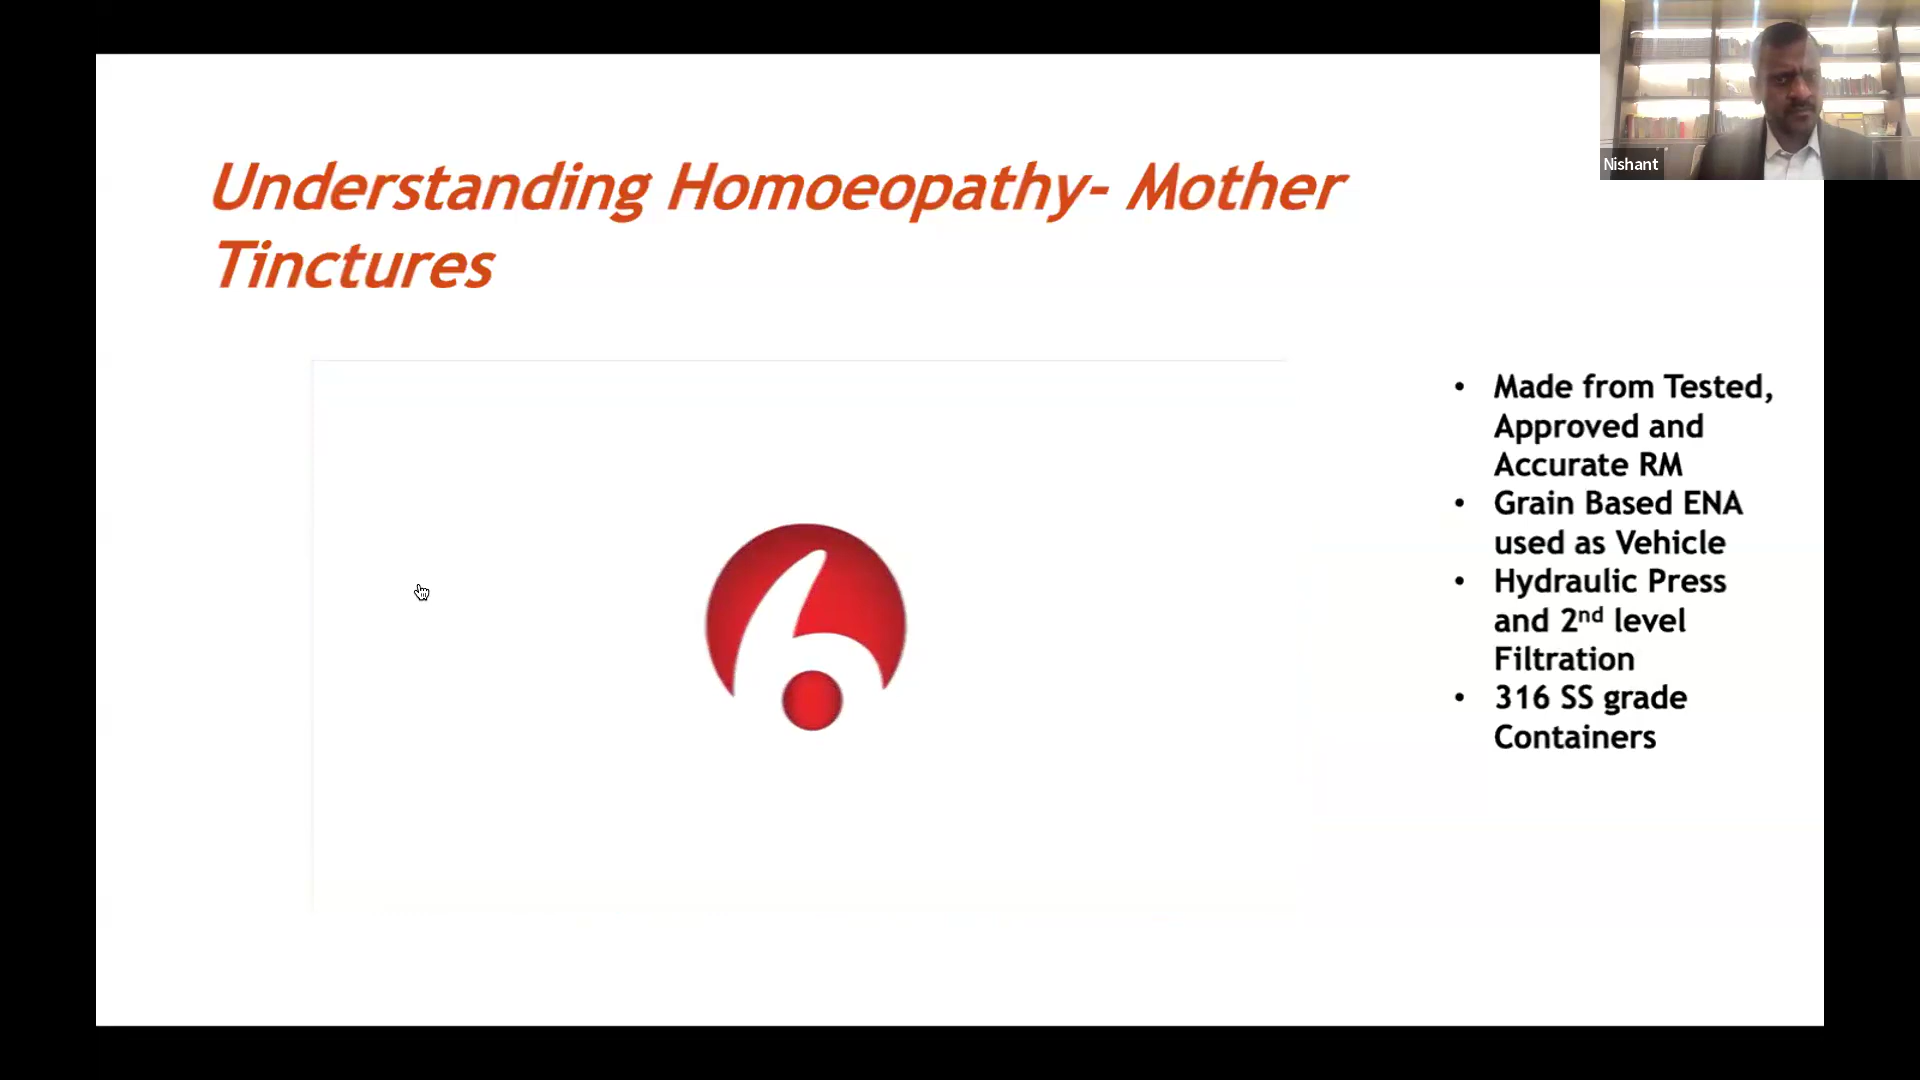 Understanding Homoeopathy- Mother
Tinctures
Nishant
• Made from Tested,
Approved and
Accurate RM
• Grain Based ENA
used as Vehicle
• Hydraulic Press
and 2nd level
Filtration
• 316 SS grade
Containers